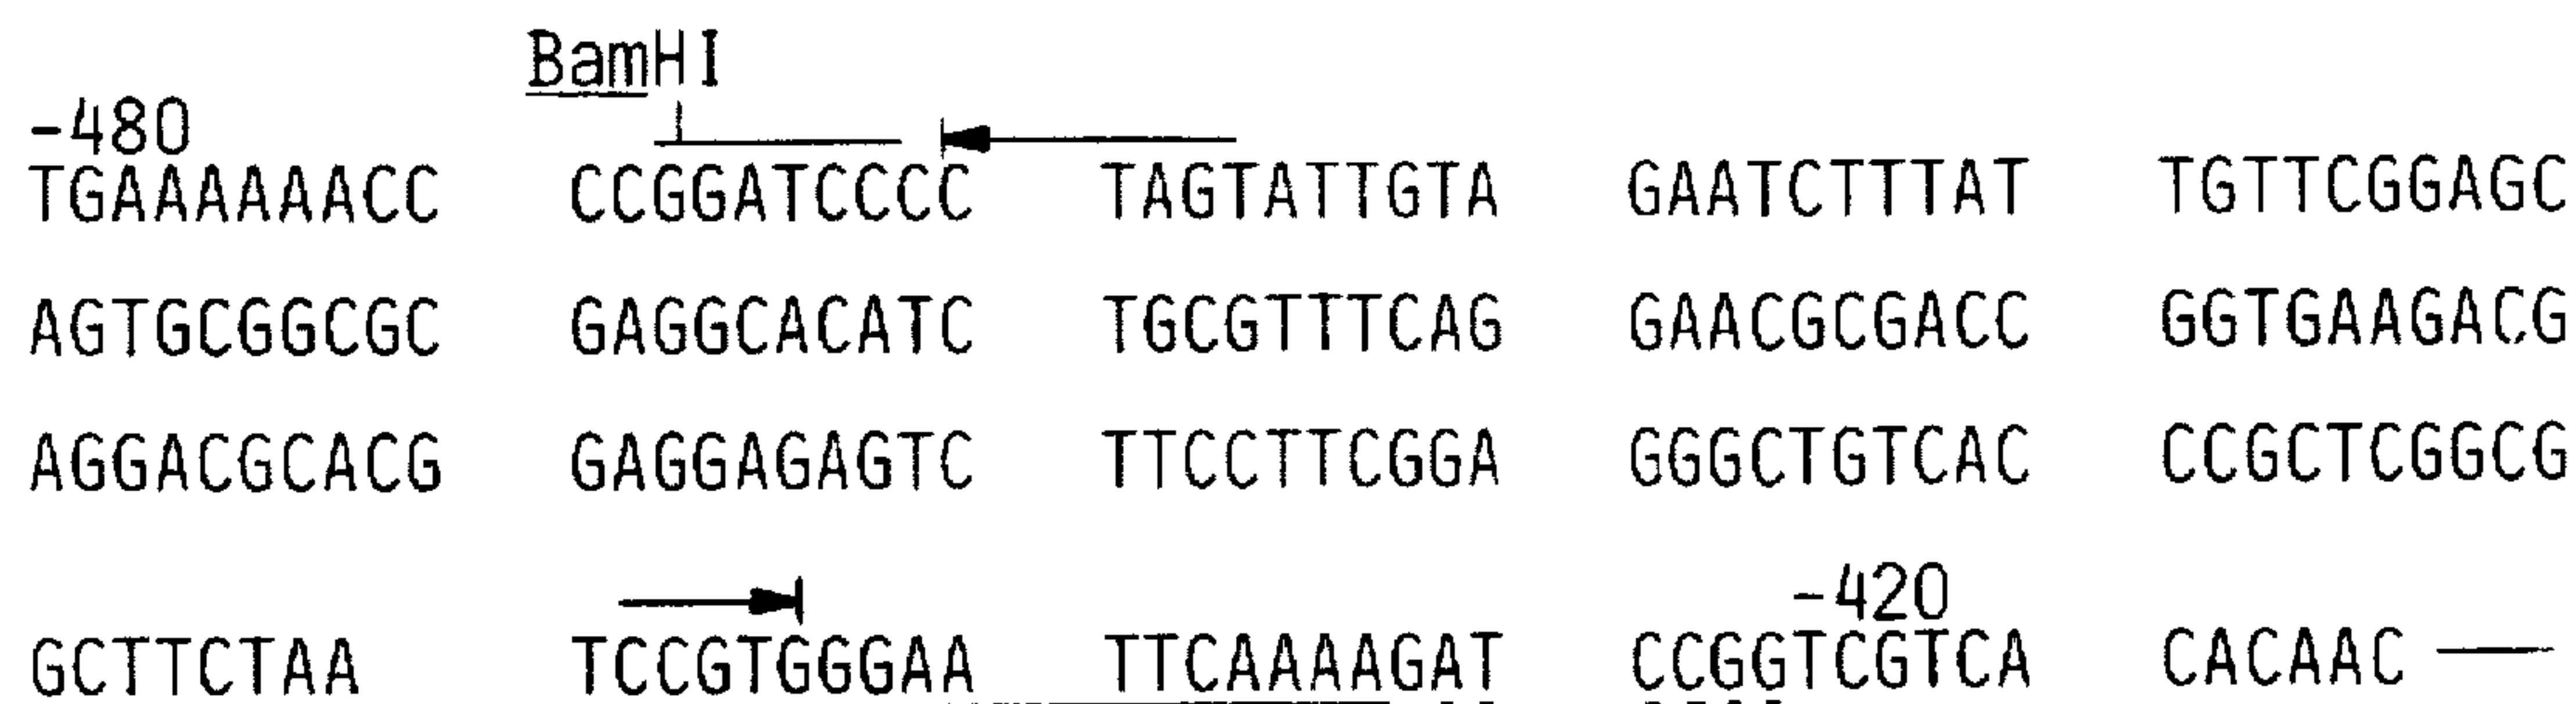 BamHI
-480
TGAAAAAACC CCGGATCCCC TAGTATTGTA GAATCTTTAT TGTTCGGAGC
AGTGCGGCGC GAGGCACATC TGCGTTTCAG GAACGCGACC GGTGAAGACG
AGGACGCACG GAGGAGAGTC TTCCTTCGGA GGGCTGTCAC CCGCTCGGCG
-420
GCTTCTAA TCCGTGGGAA TTCAAAAGAT CCGGTCGTCA CACAAC —